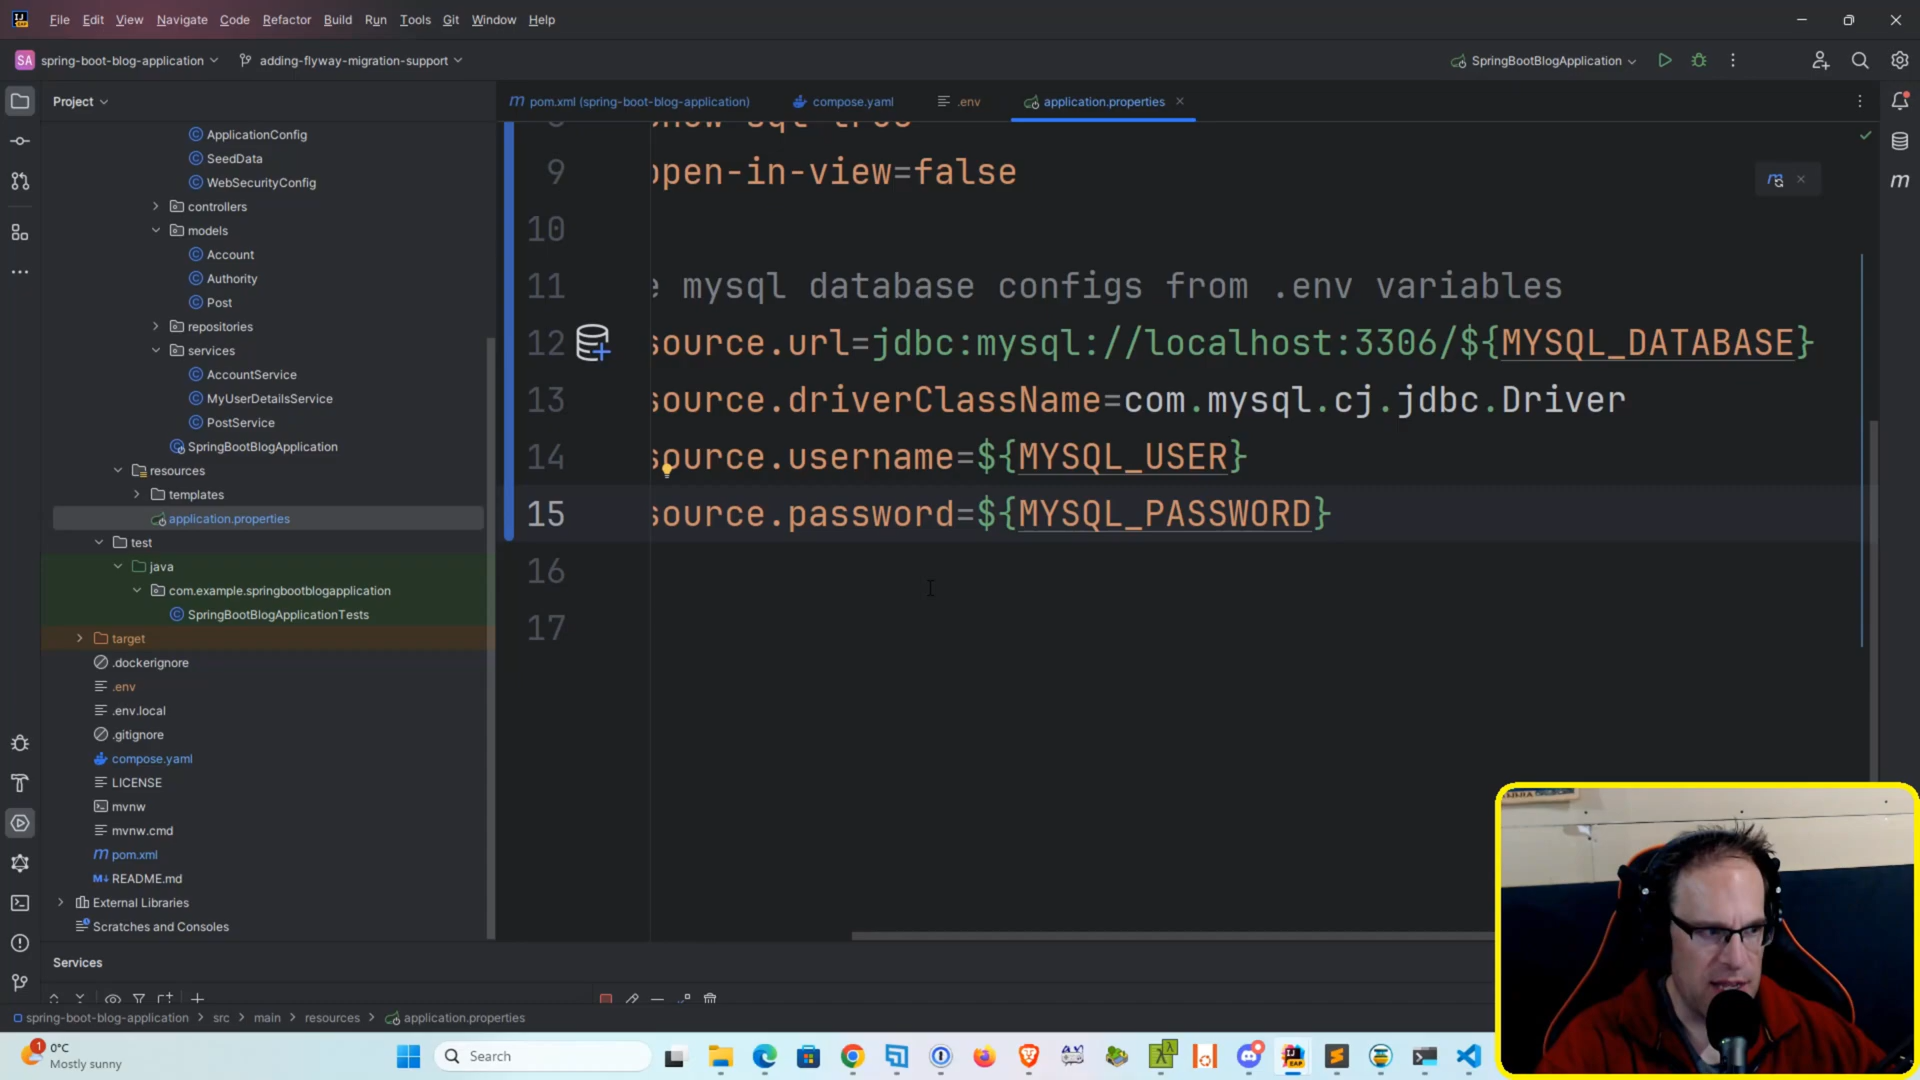 File Edit View Navigate Code Refactor Build Run Tools Git Window Help
SA spring-boot-blog-application adding-flyway-migration-support SpringBootBlogApplication
Project
pom.xml (spring-boot-blog-application) compose.yaml .env application.properties
ApplicationConfig
SeedData
WebSecurityConfig
controllers
models
Account
Authority
Post
repositories
services
AccountService
MyUserDetailsService
PostService
SpringBootBlogApplication
resources
templates
application.properties
test
java
com.example.springbootblogapplication
SpringBootBlogApplicationTests
target
.dockerignore
.env
.env.local
.gitignore
compose.yaml
LICENSE
mvnw
mvnw.cmd
pom.xml
README.md
External Libraries
Scratches and Consoles
9 open-in-view=false
10
11 e mysql database configs from .env variables
12 source.url=jdbc:mysql://localhost:3306/${MYSQL_DATABASE}
13 source.driverClassName=com.mysql.cj.jdbc.Driver
14 source.username=${MYSQL_USER}
15 source.password=${MYSQL_PASSWORD}
16
17
Services
spring-boot-blog-application > src > main > resources > application.properties
1 0°C
Mostly sunny
Search